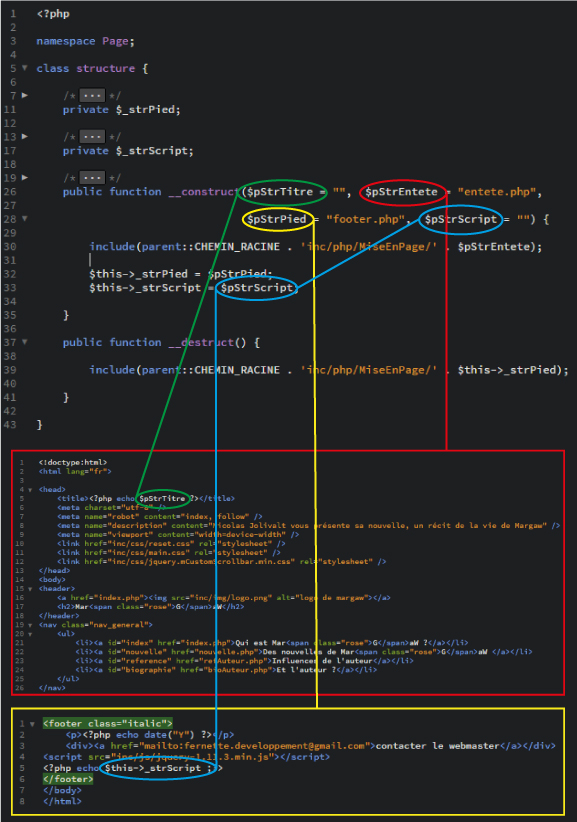 1 <?php
2
3 namespace Page;
4
5 class structure {
6
7 /* ... */
11 private $_strPied;
12
13 /* ... */
17 private $_strScript;
18
19 /* ... */
26 public function __construct($pStrTitre = "", $pStrEntete = "entete.php",
27
28 $pStrPied = "footer.php", $pStrScript = "") {
29
30 include(parent::CHEMIN_RACINE . 'inc/php/MiseEnPage/' . $pStrEntete);
31
32 $this->_strPied = $pStrPied;
33 $this->_strScript = $pStrScript;
34
35 }
36
37 public function __destruct() {
38
39 include(parent::CHEMIN_RACINE . 'inc/php/MiseEnPage/' . $this->_strPied);
40
41 }
42
43 }
1 <!doctype:html>
2 <html lang="fr">
3
4 <head>
5 <title><?php echo $pStrTitre ?></title>
6 <meta charset="utf-8" />
7 <meta name="robot" content="index, follow" />
8 <meta name="description" content="Nicolas Jolivalt vous présente sa nouvelle, un récit de la vie de Margaw" />
9 <meta name="viewport" content="width=device-width" />
10 <link href="inc/css/reset.css" rel="stylesheet" />
11 <link href="inc/css/main.css" rel="stylesheet" />
12 <link href="inc/css/jquery.mCustomScrollbar.min.css" rel="stylesheet" />
13 </head>
14 <body>
15 <header>
16 <a href="index.php"><img src="inc/img/logo.png" alt="logo de margaw"></a>
17 <h2>Mar<span class="rose">G</span>aW</h2>
18 </header>
19 <nav class="nav_general">
20 <ul>
21 <li><a id="index" href="index.php">Qui est Mar<span class="rose">G</span>aW ?</a></li>
22 <li><a id="nouvelle" href="nouvelle.php">Des nouvelles de Mar<span class="rose">G</span>aW </a></li>
23 <li><a id="reference" href="refAuteur.php">Influences de l'auteur</a></li>
24 <li><a id="biographie" href="bioAuteur.php">Et l'auteur ?</a></li>
25 </ul>
26 </nav>
1 <footer class="italic">
2 <p><?php echo date("Y") ?></p>
3 <div><a href="mailto:fernette.developpement@gmail.com">contacter le webmaster</a></div>
4 <script src="inc/js/jquery-1.11.3.min.js"></script>
5 <?php echo $this->_strScript ;?>
6 </footer>
7 </body>
8 </html>